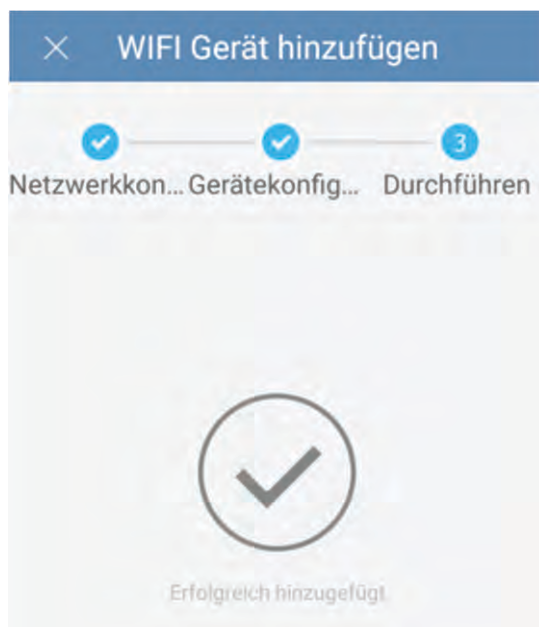 WIFI Gerät hinzufügen
3
Netzwerkkon... Gerätekonfig... Durchführen
Erfolgreich hinzugefügt